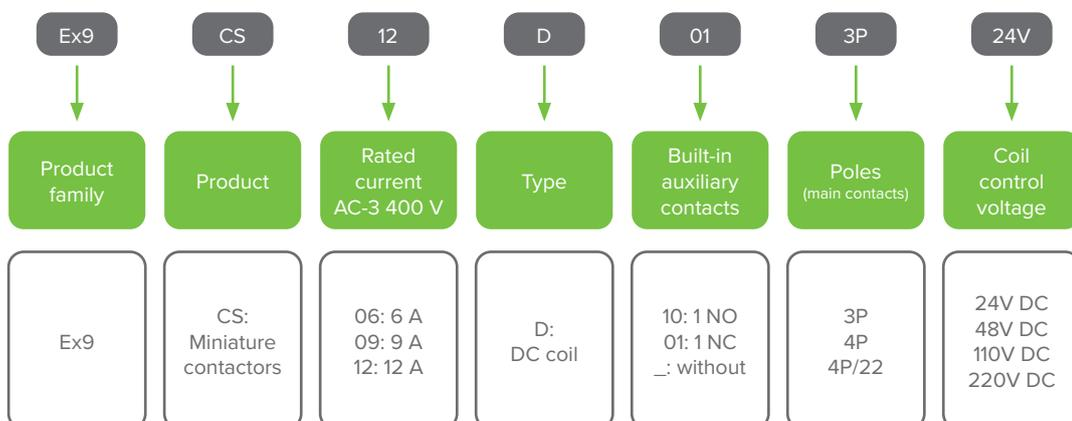 Ex9 CS 12 D 01 3P 24V
Product
family
Product
Rated
current
AC-3 400 V
Type
Built-in
auxiliary
contacts
Poles
(main contacts)
Coil
control
voltage
Ex9
CS:
Miniature
contactors
06: 6 A
09: 9 A
12: 12 A
D:
DC coil
10: 1 NO
01: 1 NC
_: without
3P
4P
4P/22
24V DC
48V DC
110V DC
220V DC